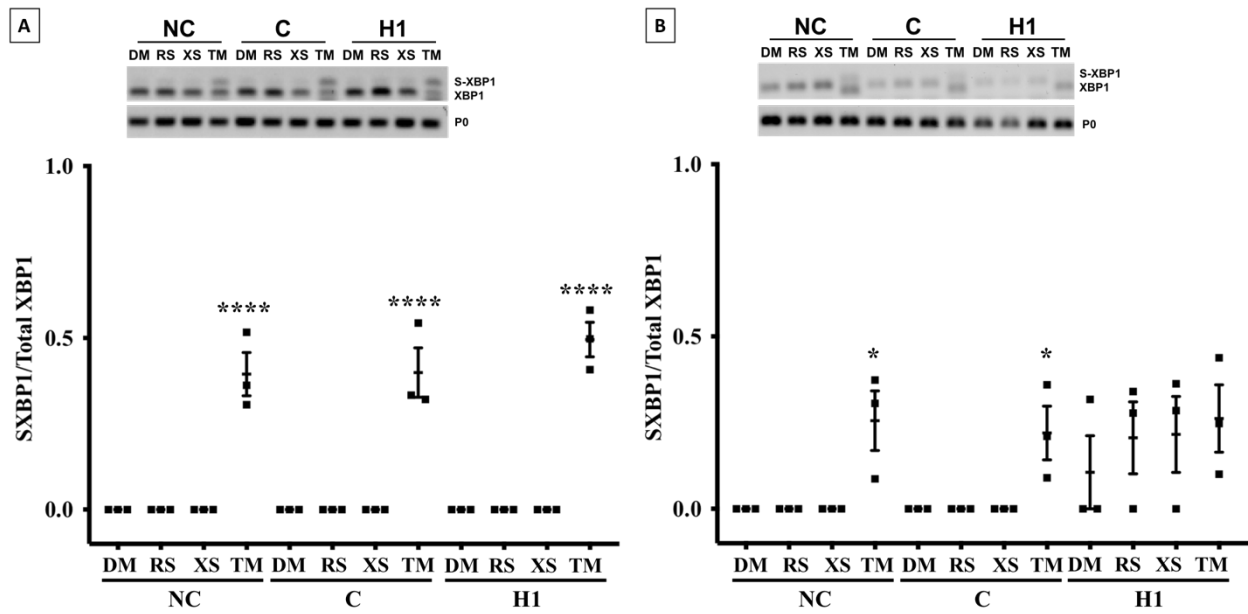 A
NC C H1
DM RS XS TM DM RS XS TM DM RS XS TM
S-XBP1
XBP1
P0
SXBP1/Total XBP1
1.0
0.5
0.0
**** **** ****
DM RS XS TM DM RS XS TM DM RS XS TM
NC C H1
B
NC C H1
DM RS XS TM DM RS XS TM DM RS XS TM
S-XBP1
XBP1
P0
SXBP1/Total XBP1
1.0
0.5
0.0
* *
DM RS XS TM DM RS XS TM DM RS XS TM
NC C H1